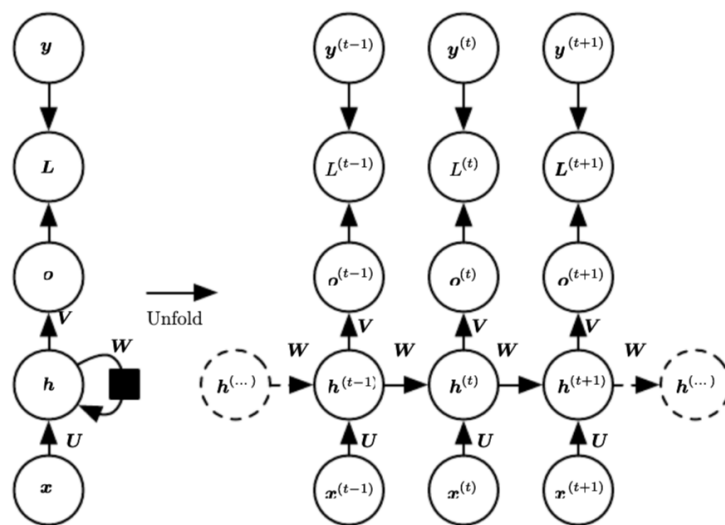 y y^(t−1) y^(t) y^(t+1)
L L^(t−1) L^(t) L^(t+1)
o o^(t−1) o^(t) o^(t+1)
Unfold
V V V V
W W W W W
h h^(...) h^(t−1) h^(t) h^(t+1) h^(...)
U U U U
x x^(t−1) x^(t) x^(t+1)